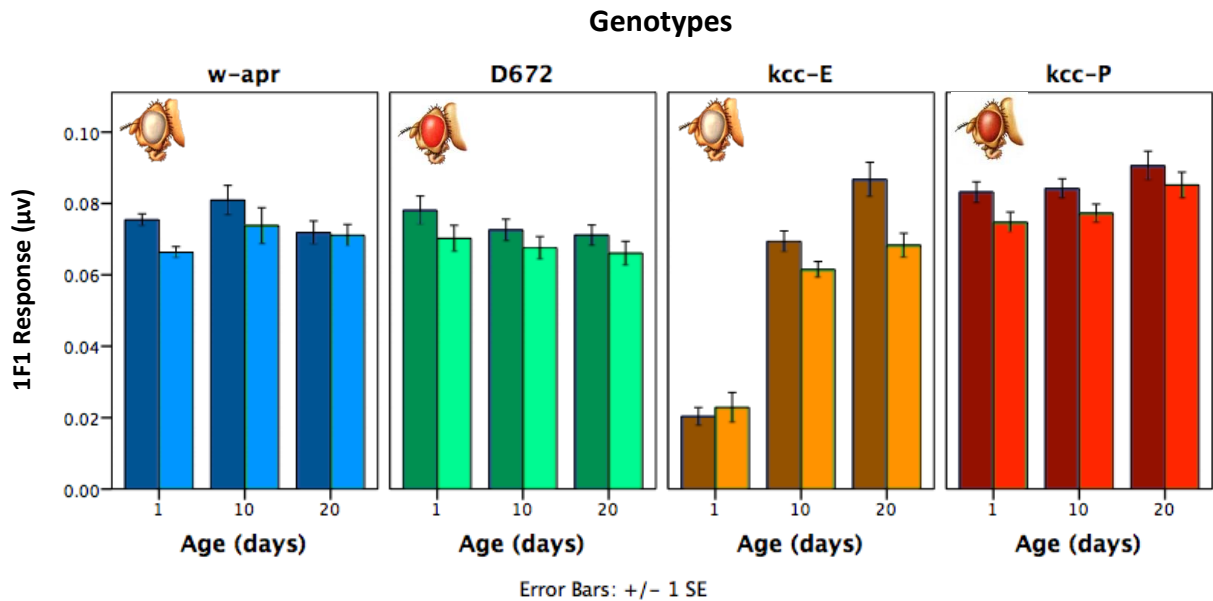 Genotypes
w-apr D672 kcc-E kcc-P
1F1 Response (µv)
0.10
0.08
0.06
0.04
0.02
0.00
1 10 20 1 10 20 1 10 20 1 10 20
Age (days) Age (days) Age (days) Age (days)
Error Bars: +/- 1 SE